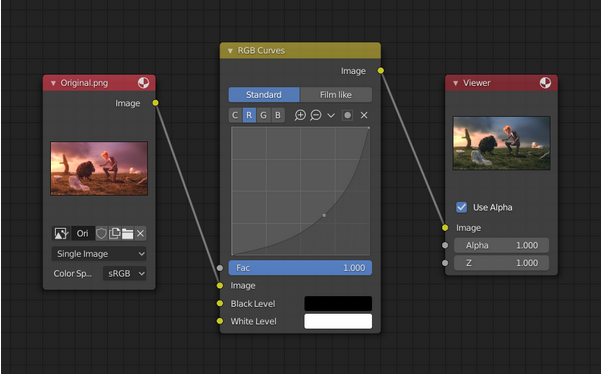 Original.png
Image
Ori
Single Image
Color Sp...
sRGB
RGB Curves
Image
Standard
Film like
C
R
G
B
Fac
1.000
Image
Black Level
White Level
Viewer
Use Alpha
Image
Alpha
1.000
Z
1.000